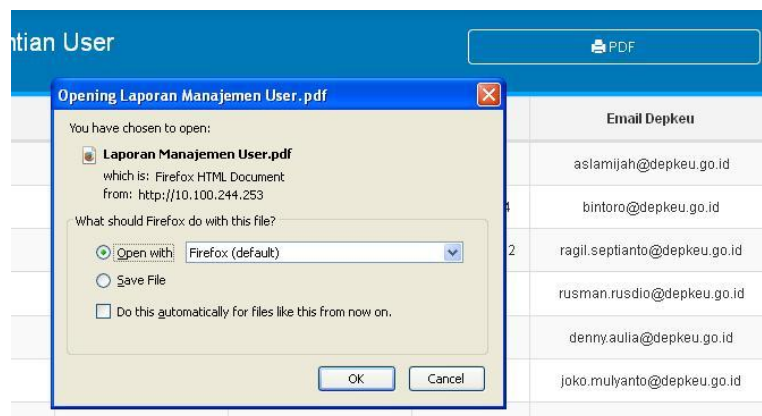 ntian User
PDF
Opening Laporan Manajemen User.pdf
You have chosen to open:
Laporan Manajemen User.pdf
which is: Firefox HTML Document
from: http://10.100.244.253
What should Firefox do with this file?
Open with
Firefox (default)
Save File
Do this automatically for files like this from now on.
OK
Cancel
Email Depkeu
aslamijah@depkeu.go.id
bintoro@depkeu.go.id
2
ragil.septianto@depkeu.go.id
rusman.rusdio@depkeu.go.id
denny.aulia@depkeu.go.id
joko.mulyanto@depkeu.go.id